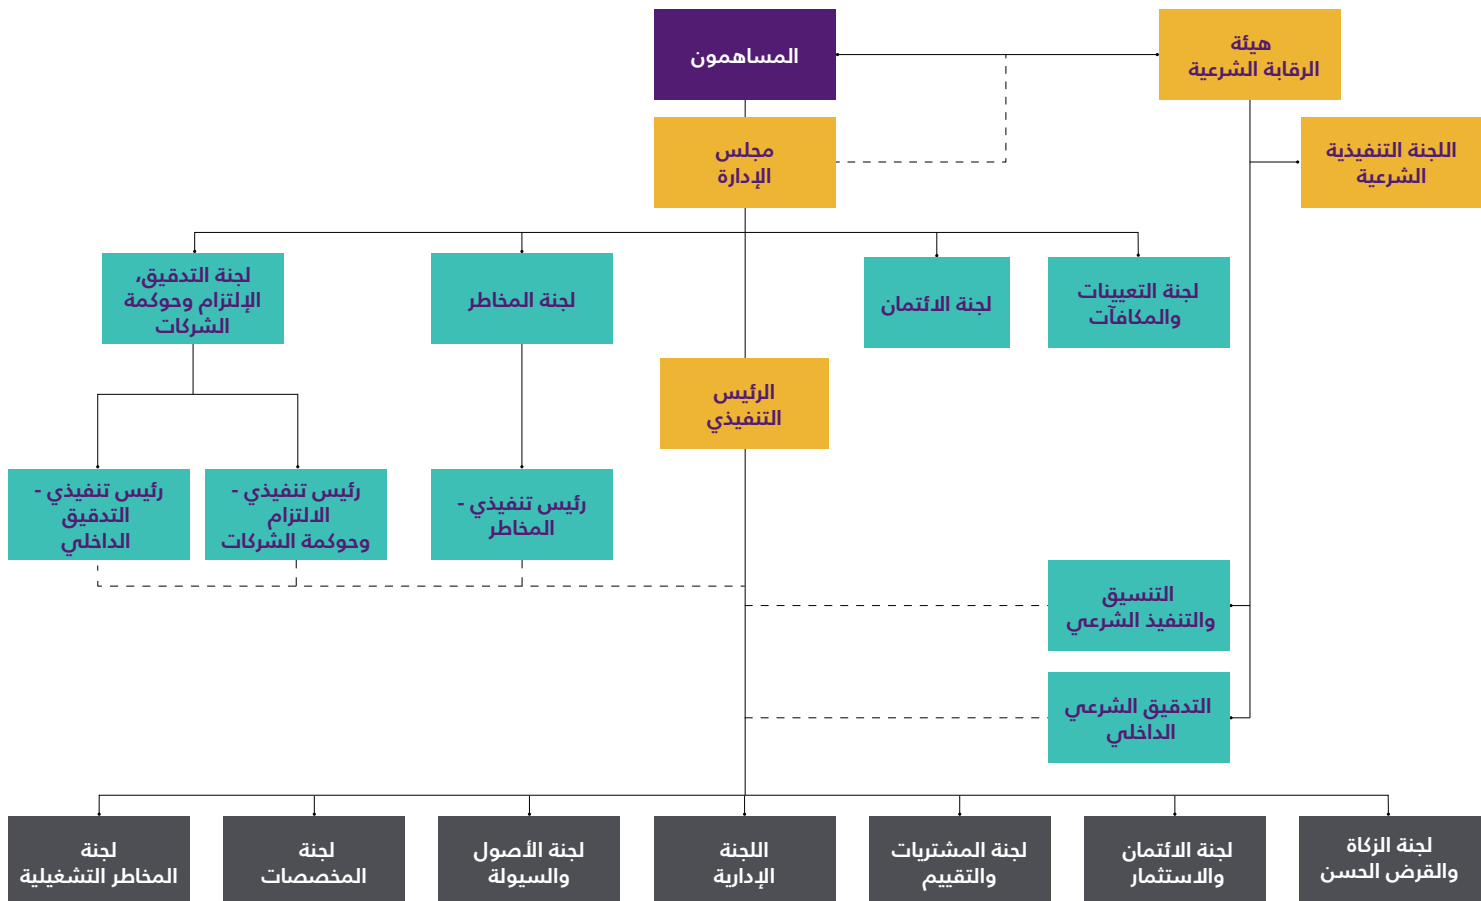 هيئة
الرقابة الشرعية
المساهمون
اللجنة التنفيذية
الشرعية
مجلس
الإدارة
لجنة التعيينات
والمكافآت
لجنة الائتمان
لجنة المخاطر
لجنة التدقيق،
الإلتزام وحوكمة
الشركات
الرئيس
التنفيذي
رئيس تنفيذي -
المخاطر
رئيس تنفيذي -
الالتزام
وحوكمة الشركات
رئيس تنفيذي -
التدقيق
الداخلي
التنسيق
والتنفيذ الشرعي
التدقيق الشرعي
الداخلي
لجنة الزكاة
والقرض الحسن
لجنة الائتمان
والاستثمار
لجنة المشتريات
والتقييم
اللجنة
الإدارية
لجنة الأصول
والسيولة
لجنة
المخصصات
لجنة
المخاطر التشغيلية